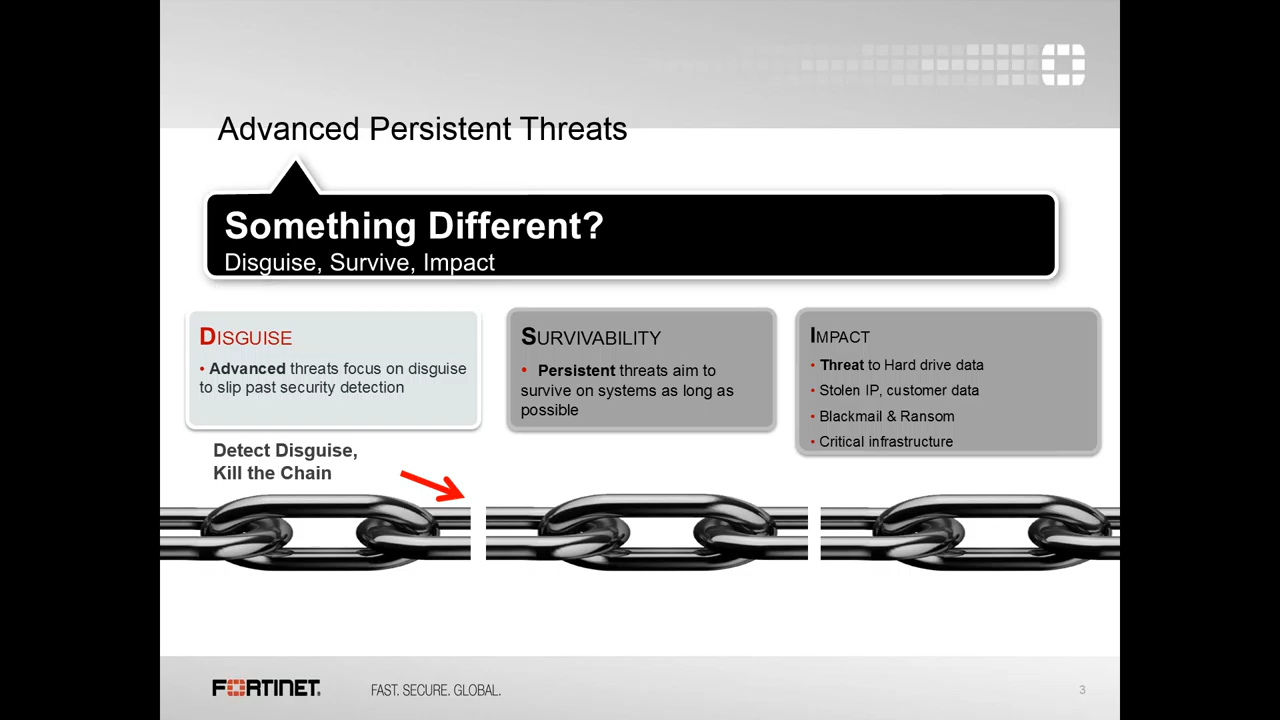 Advanced Persistent Threats
Something Different?
Disguise, Survive, Impact
DISGUISE
• Advanced threats focus on disguise
to slip past security detection
SURVIVABILITY
• Persistent threats aim to
survive on systems as long as
possible
IMPACT
• Threat to Hard drive data
• Stolen IP, customer data
• Blackmail & Ransom
• Critical infrastructure
Detect Disguise,
Kill the Chain
FORTINET.
FAST. SECURE. GLOBAL.
3